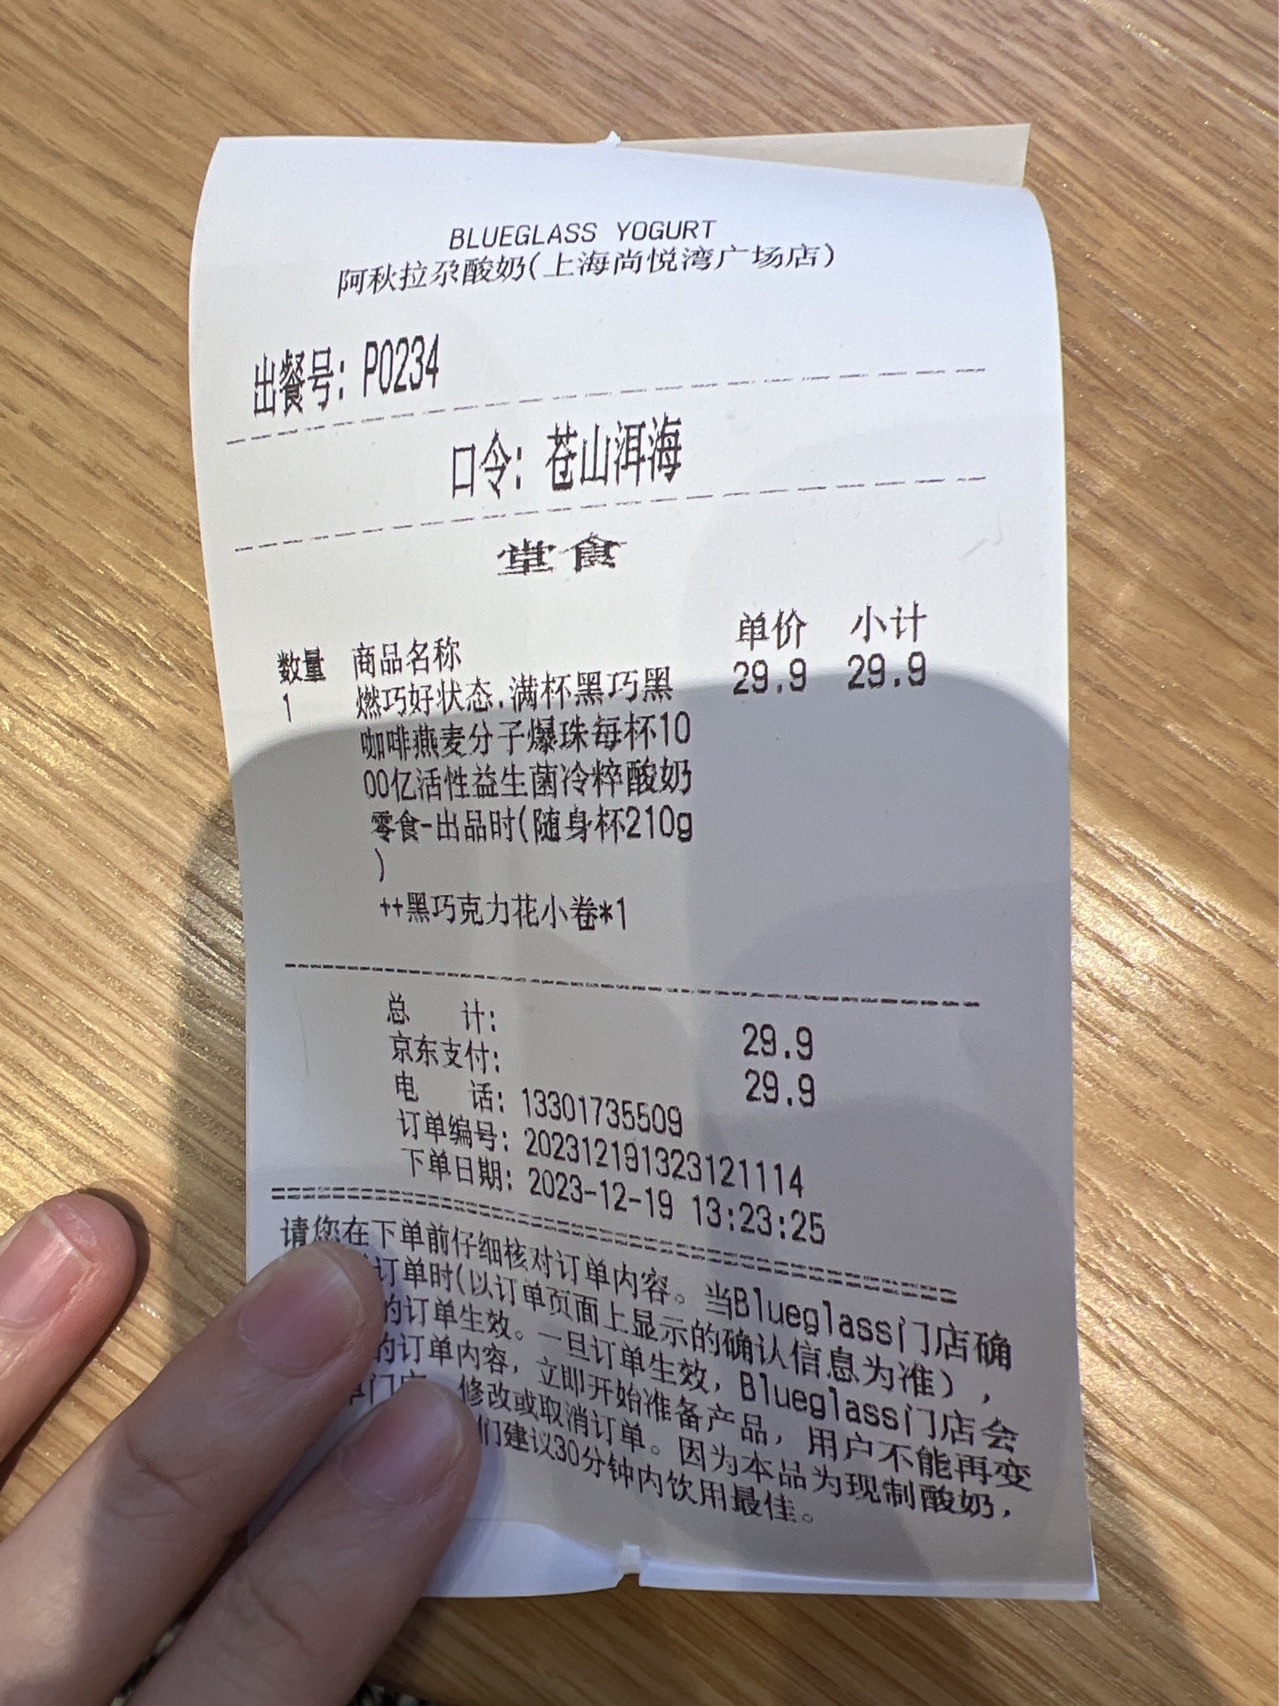 BLUEGLASS YOGURT
阿秋拉尕酸奶(上海尚悦湾广场店)
出餐号: P0234
口令: 苍山洱海
堂食
数量 商品名称 单价 小计
1 燃巧好状态.满杯黑巧黑 29.9 29.9
咖啡燕麦分子爆珠每杯10
00亿活性益生菌冷粹酸奶
零食-出品时(随身杯210g
)
++黑巧克力花小卷*1
总 计: 29.9
京东支付: 29.9
电 话: 13301735509
订单编号: 202312191323121114
下单日期: 2023-12-19 13:23:25
请您在下单前仔细核对订单内容。当Blueglass门店确
订单时(以订单页面上显示的确认信息为准),
的订单生效。一旦订单生效, Blueglass门店会
的订单内容, 立即开始准备产品, 用户不能再变
修改或取消订单。因为本品为现制酸奶,
们建议30分钟内饮用最佳。